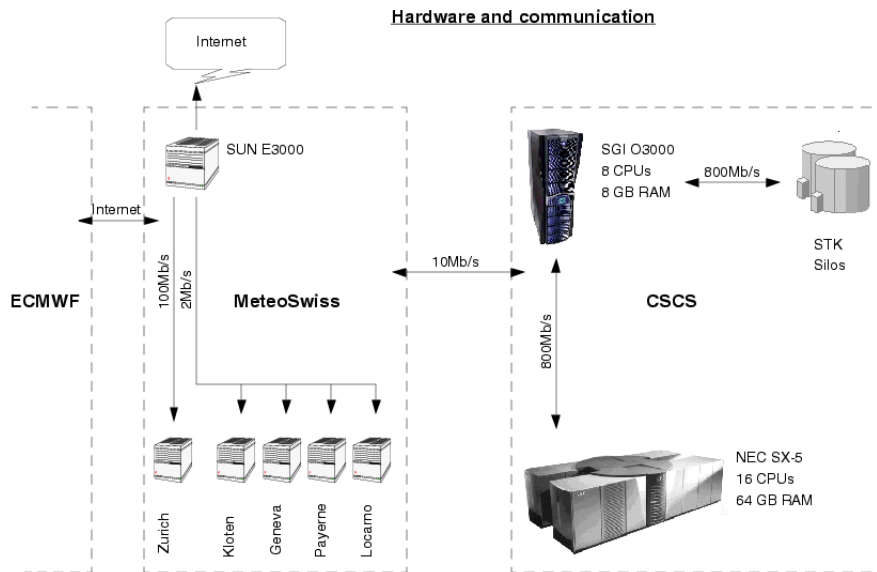 Hardware and communication
Internet
SUN E3000
SGI O3000
8 CPUs
8 GB RAM
800Mb/s
STK
Silos
Internet
100Mb/s
2Mb/s
10Mb/s
800Mb/s
ECMWF
MeteoSwiss
CSCS
NEC SX-5
16 CPUs
64 GB RAM
Zurich
Kloten
Geneva
Payerne
Locarno